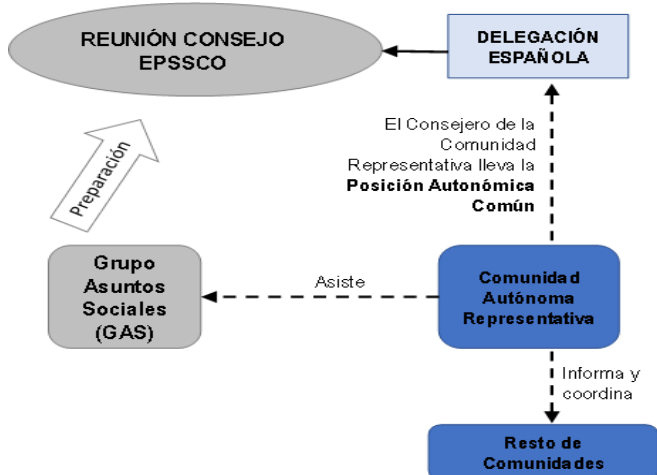 REUNIÓN CONSEJO
EPSSCO
DELEGACIÓN
ESPAÑOLA
El Consejero de la
Comunidad
Representativa lleva la
Posición Autonómica
Común
Preparación
Grupo
Asuntos
Sociales
(GAS)
Asiste
Comunidad
Autónoma
Representativa
Informa y
coordina
Resto de
Comunidades